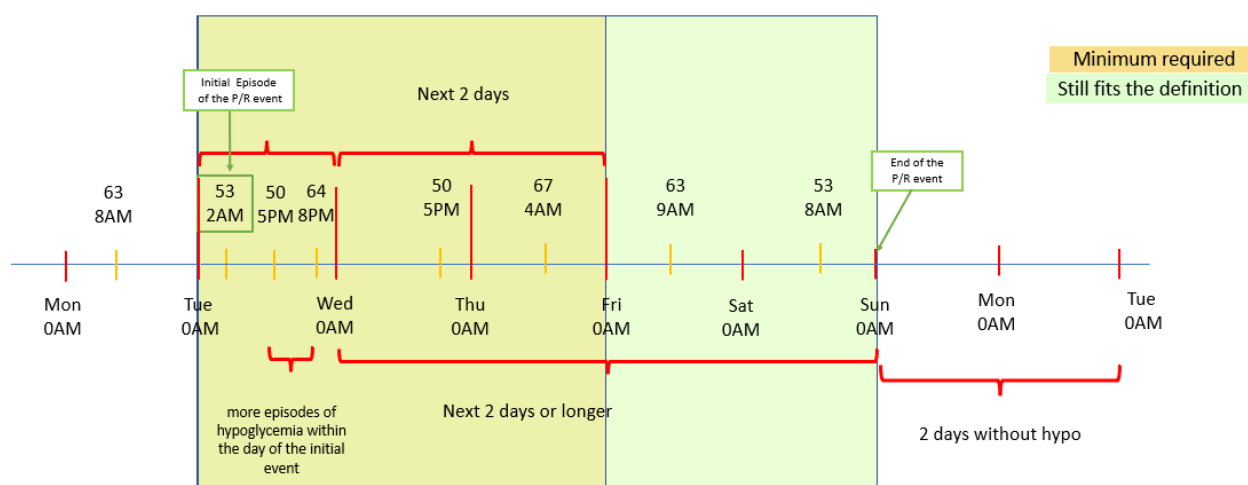 Minimum required
Still fits the definition
Initial Episode
of the P/R event
Next 2 days
End of the
P/R event
63
8AM
53
2AM
50
5PM
64
8PM
50
5PM
67
4AM
63
9AM
53
8AM
Mon
0AM
Tue
0AM
Wed
0AM
Thu
0AM
Fri
0AM
Sat
0AM
Sun
0AM
Mon
0AM
Tue
0AM
more episodes of
hypoglycemia within
the day of the initial
event
Next 2 days or longer
2 days without hypo